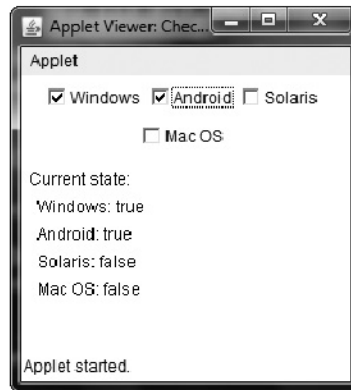 Applet Viewer: Chec...
Applet
Windows Android Solaris
Mac OS
Current state:
Windows: true
Android: true
Solaris: false
Mac OS: false
Applet started.